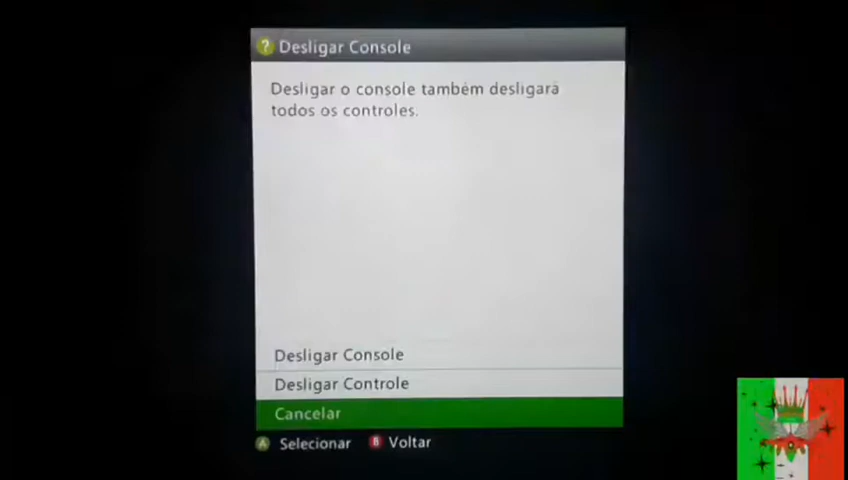 ? Desligar Console
Desligar o console também desligará
todos os controles.
Desligar Console
Desligar Controle
Cancelar
A Selecionar B Voltar